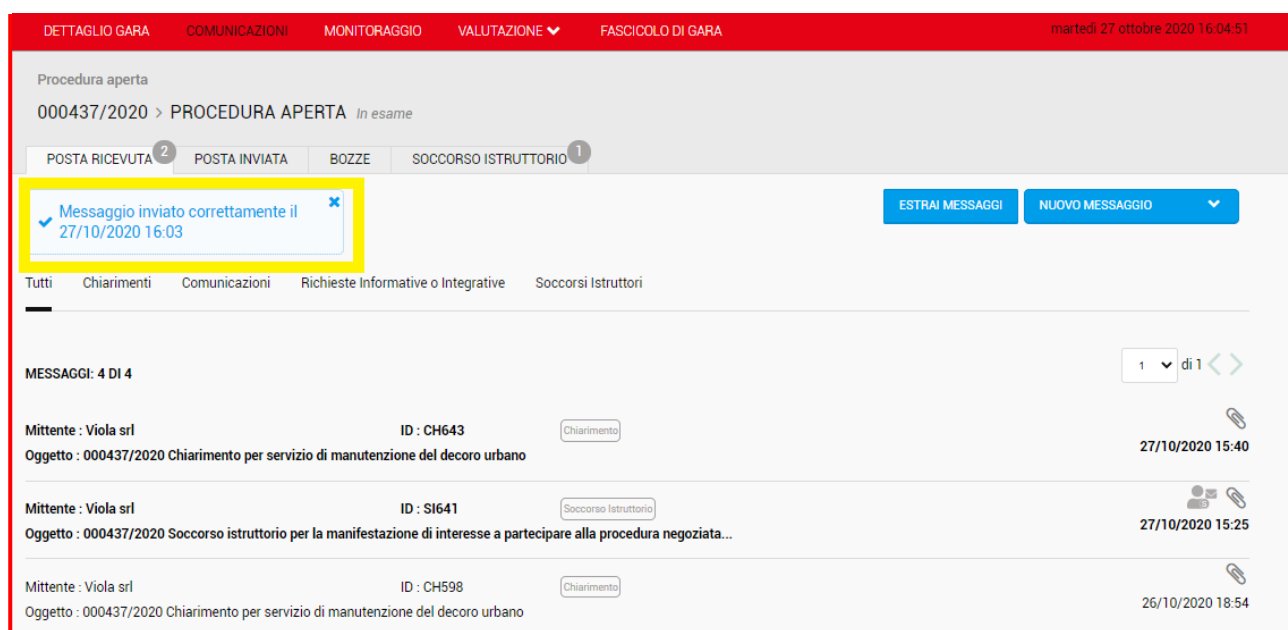 DETTAGLIO GARA COMUNICAZIONI MONITORAGGIO VALUTAZIONE FASCICOLO DI GARA martedì 27 ottobre 2020 16:04:51
Procedura aperta
000437/2020 > PROCEDURA APERTA In esame
POSTA RICEVUTA 2 POSTA INVIATA BOZZE SOCCORSO ISTRUTTORIO 1
Messaggio inviato correttamente il
27/10/2020 16:03
ESTRAI MESSAGGI NUOVO MESSAGGIO
Tutti Chiarimenti Comunicazioni Richieste Informative o Integrative Soccorsi Istruttori
MESSAGGI: 4 DI 4
1 di 1
Mittente : Viola srl ID : CH643 Chiarimento
Oggetto : 000437/2020 Chiarimento per servizio di manutenzione del decoro urbano
27/10/2020 15:40
Mittente : Viola srl ID : SI641 Soccorso Istruttorio
Oggetto : 000437/2020 Soccorso istruttorio per la manifestazione di interesse a partecipare alla procedura negoziata...
27/10/2020 15:25
Mittente : Viola srl ID : CH598 Chiarimento
Oggetto : 000437/2020 Chiarimento per servizio di manutenzione del decoro urbano
26/10/2020 18:54